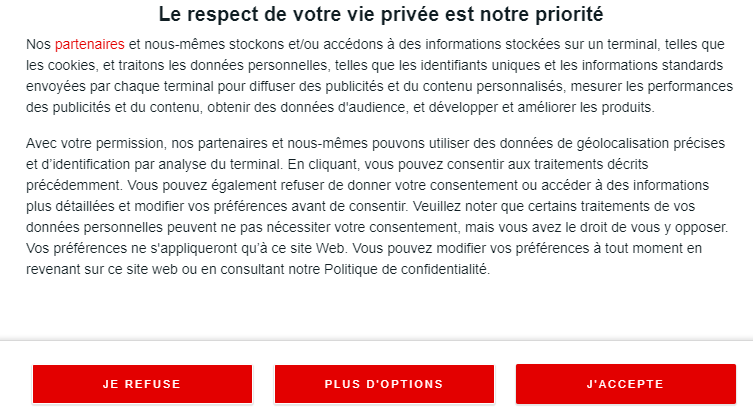 Le respect de votre vie privée est notre priorité
Nos partenaires et nous-mêmes stockons et/ou accédons à des informations stockées sur un terminal, telles que
les cookies, et traitons les données personnelles, telles que les identifiants uniques et les informations standards
envoyées par chaque terminal pour diffuser des publicités et du contenu personnalisés, mesurer les performances
des publicités et du contenu, obtenir des données d'audience, et développer et améliorer les produits.
Avec votre permission, nos partenaires et nous-mêmes pouvons utiliser des données de géolocalisation précises
et d’identification par analyse du terminal. En cliquant, vous pouvez consentir aux traitements décrits
précédemment. Vous pouvez également refuser de donner votre consentement ou accéder à des informations
plus détaillées et modifier vos préférences avant de consentir. Veuillez noter que certains traitements de vos
données personnelles peuvent ne pas nécessiter votre consentement, mais vous avez le droit de vous y opposer.
Vos préférences ne s'appliqueront qu’à ce site Web. Vous pouvez modifier vos préférences à tout moment en
revenant sur ce site web ou en consultant notre Politique de confidentialité.
JE REFUSE
PLUS D'OPTIONS
J'ACCEPTE